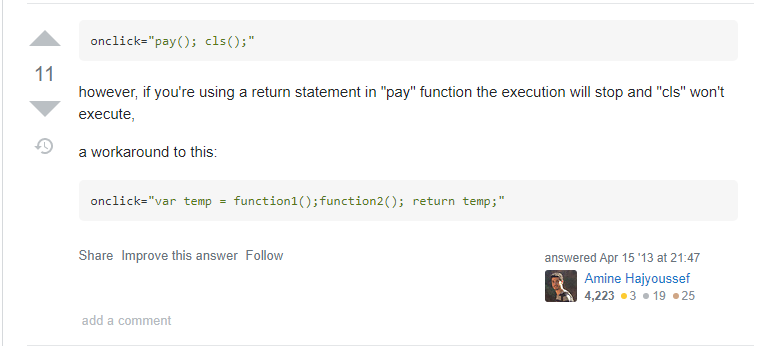 onclick="pay(); cls();"
11
however, if you're using a return statement in "pay" function the execution will stop and "cls" won't
execute,
a workaround to this:
onclick="var temp = function1();function2(); return temp;"
Share Improve this answer Follow
answered Apr 15 '13 at 21:47
Amine Hajyoussef
4,223 3 19 25
add a comment